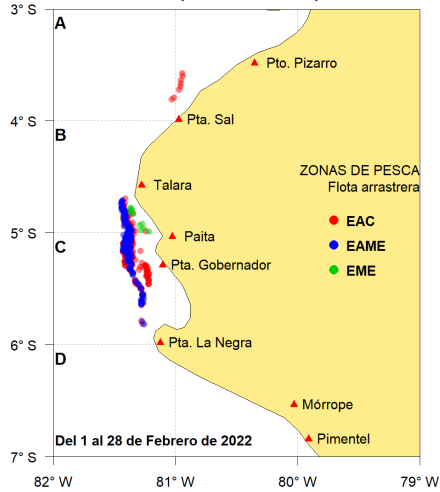 3° S
A
Pto. Pizarro
4° S
Pta. Sal
B
ZONAS DE PESCA
Flota arrastrera
Talara
EAC
5° S
Paita
EAME
C
Pta. Gobernador
EME
6° S
Pta. La Negra
D
Mórrope
Del 1 al 28 de Febrero de 2022
Pimentel
7° S
82° W
81° W
80° W
79° W